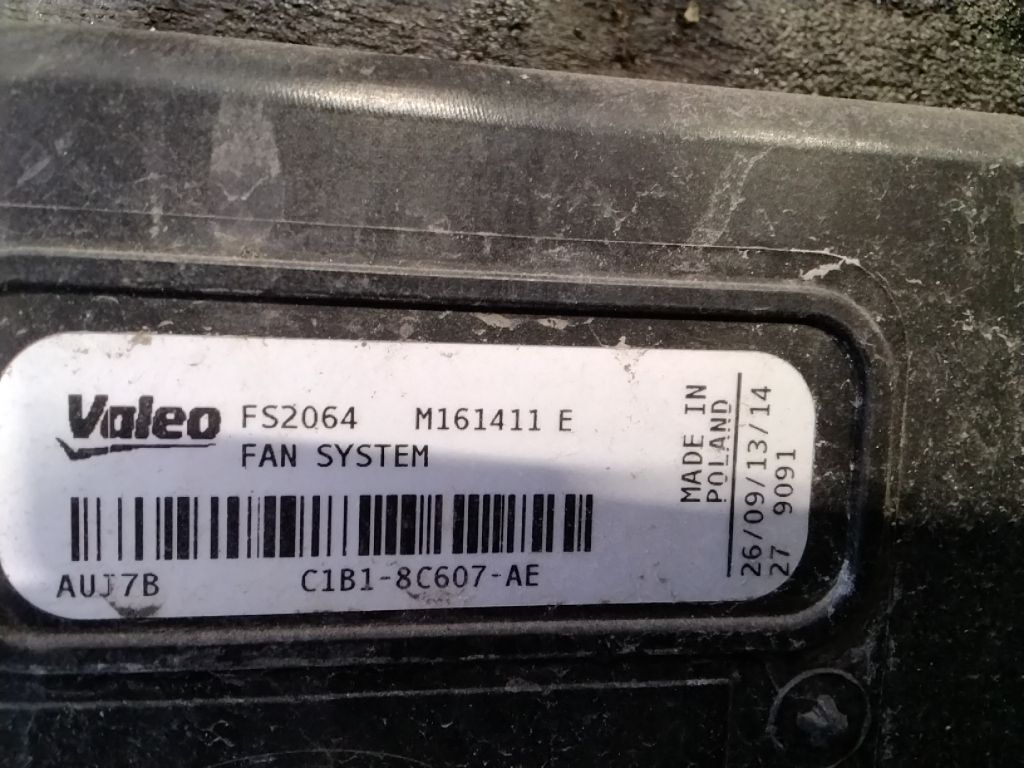 Valeo FS2064 M161411 E
FAN SYSTEM
AUJ7B C1B1-8C607-AE
MADE IN
POLAND
26/09/13/14
27 9091